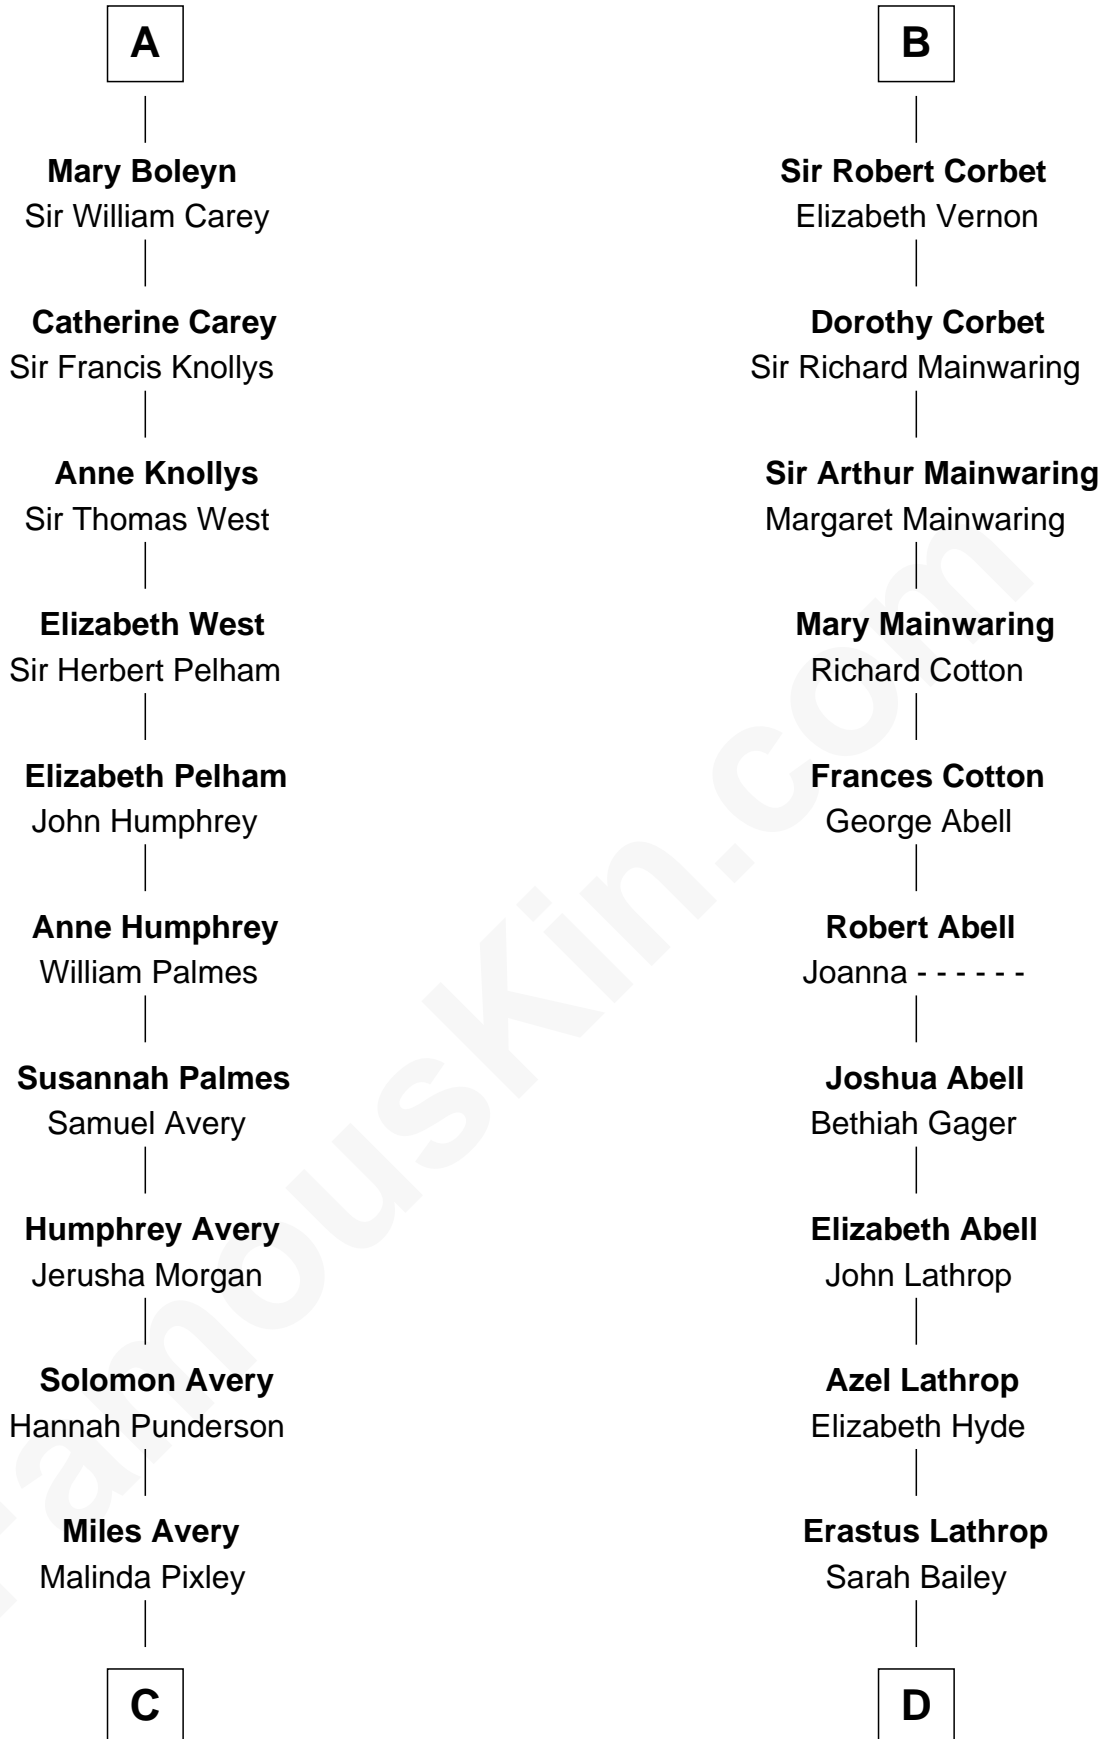 A
Mary Boleyn
Sir William Carey
Catherine Carey
Sir Francis Knollys
Anne Knollys
Sir Thomas West
Elizabeth West
Sir Herbert Pelham
Elizabeth Pelham
John Humphrey
Anne Humphrey
William Palmes
Susannah Palmes
Samuel Avery
Humphrey Avery
Jerusha Morgan
Solomon Avery
Hannah Punderson
Miles Avery
Malinda Pixley
C
B
Sir Robert Corbet
Elizabeth Vernon
Dorothy Corbet
Sir Richard Mainwaring
Sir Arthur Mainwaring
Margaret Mainwaring
Mary Mainwaring
Richard Cotton
Frances Cotton
George Abell
Robert Abell
Joanna - - - - - -
Joshua Abell
Bethiah Gager
Elizabeth Abell
John Lathrop
Azel Lathrop
Elizabeth Hyde
Erastus Lathrop
Sarah Bailey
D
FamousKin.com